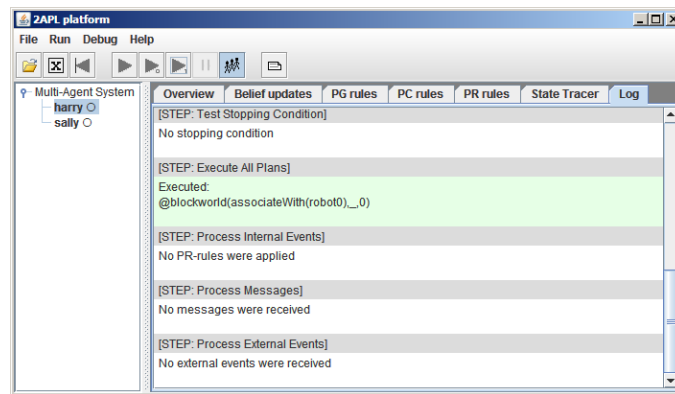 2APL platform
File Run Debug Help
Multi-Agent System
harry
sally
Overview Belief updates PG rules PC rules PR rules State Tracer Log
[STEP: Test Stopping Condition]
No stopping condition
[STEP: Execute All Plans]
Executed:
@blockworld(associateWith(robot0),_,0)
[STEP: Process Internal Events]
No PR-rules were applied
[STEP: Process Messages]
No messages were received
[STEP: Process External Events]
No external events were received